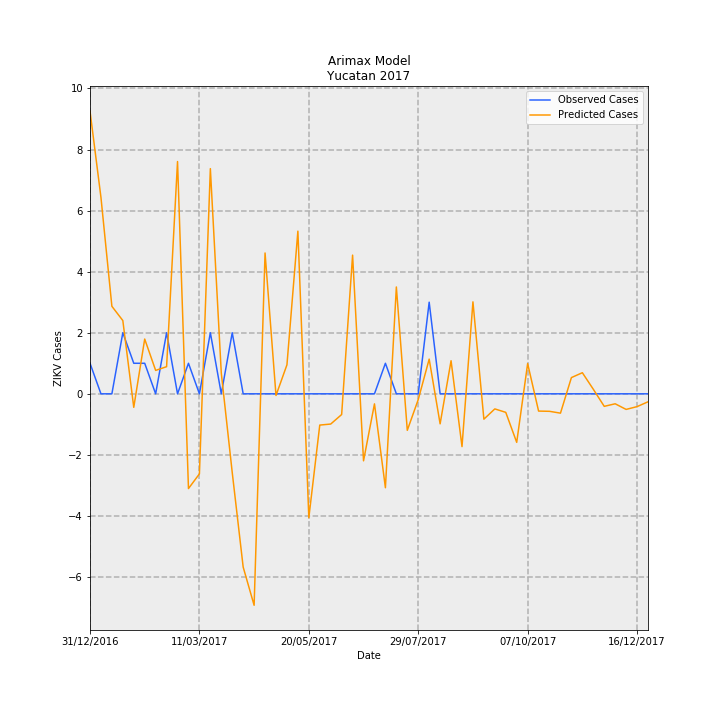 Arimax Model
Yucatan 2017
Observed Cases
Predicted Cases
10
8
6
4
2
0
−2
−4
−6
ZIKV Cases
31/12/2016 11/03/2017 20/05/2017 29/07/2017 07/10/2017 16/12/2017
Date